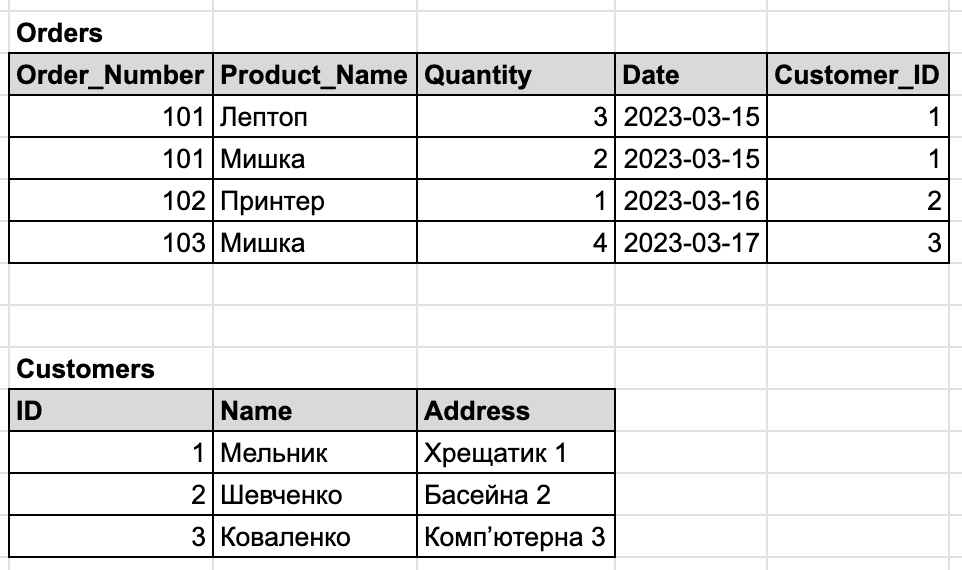 Orders
Order_Number Product_Name Quantity Date Customer_ID
101 Лептоп 3 2023-03-15 1
101 Мишка 2 2023-03-15 1
102 Принтер 1 2023-03-16 2
103 Мишка 4 2023-03-17 3
Customers
ID Name Address
1 Мельник Хрещатик 1
2 Шевченко Басейна 2
3 Коваленко Комп’ютерна 3